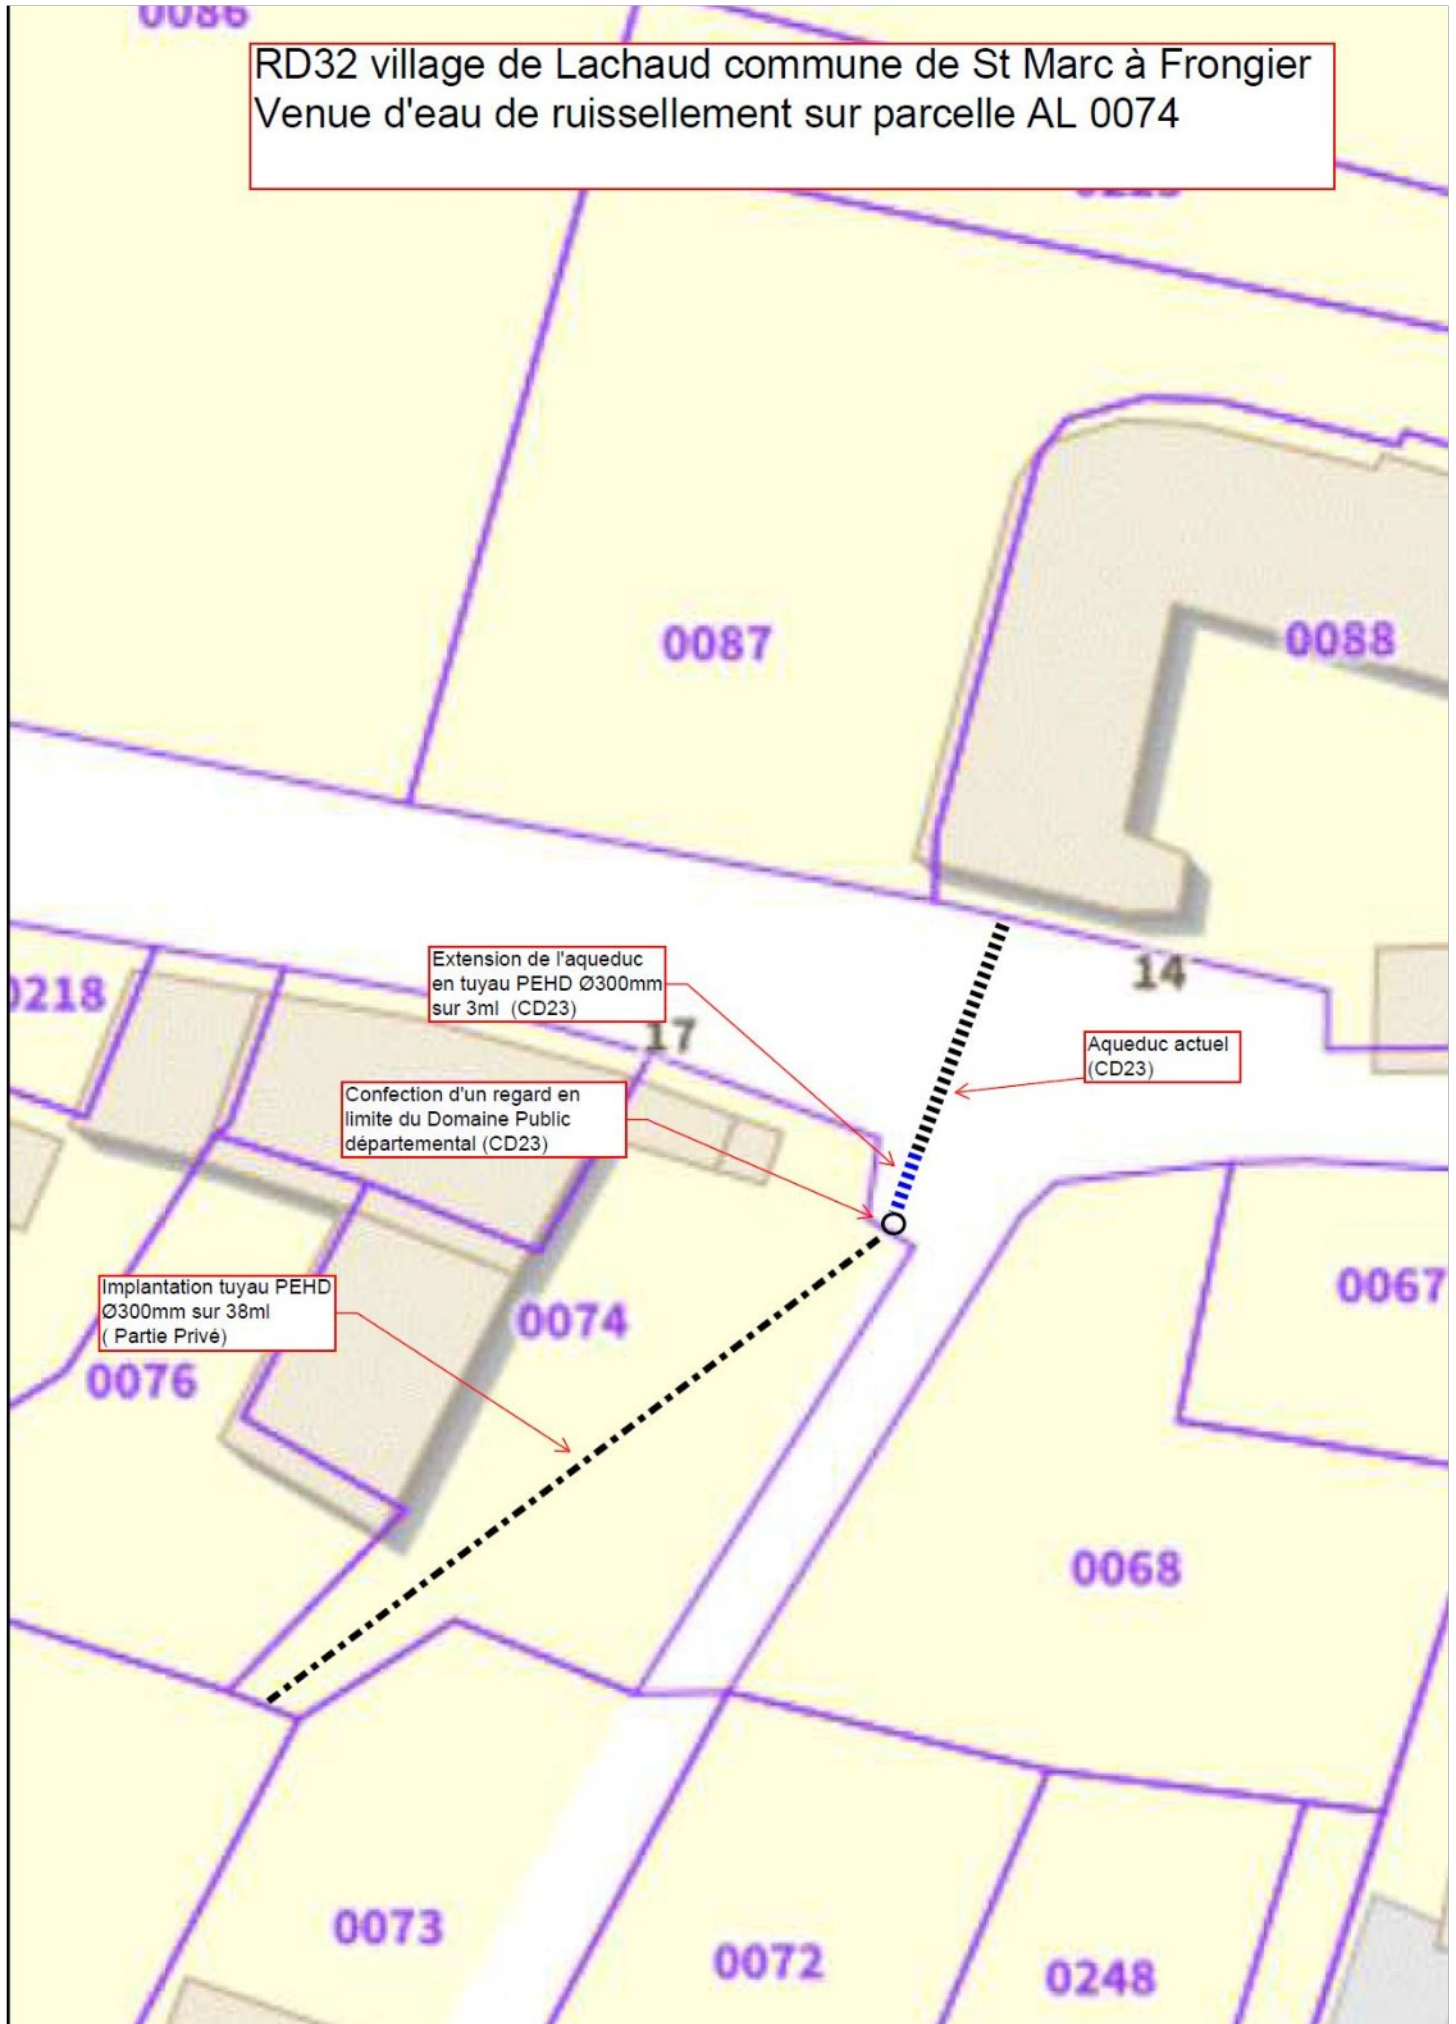 0086
RD32 village de Lachaud commune de St Marc à Frongier
Venue d'eau de ruissellement sur parcelle AL 0074
0087
0088
Extension de l'aqueduc
en tuyau PEHD Ø300mm
sur 3ml (CD23)
0218
14
17
Aqueduc actuel
(CD23)
Confection d'un regard en
limite du Domaine Public
départemental (CD23)
Implantation tuyau PEHD
Ø300mm sur 38ml
( Partie Privé)
0067
0074
0076
0068
0073
0072
0248